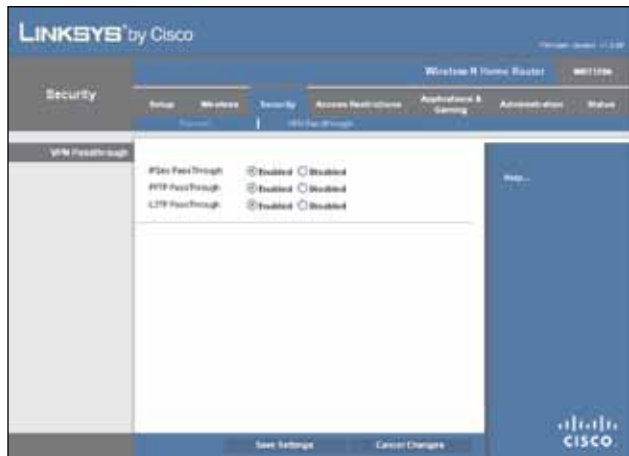 LINKSYS by Cisco
Wireless-N Home Router
Security
Setup Wireless Security Access Restrictions Applications & Gaming Administration Status
Firewall | VPN Passthrough
VPN Passthrough
IPSec PassThrough Enabled Disabled
PPTP PassThrough Enabled Disabled
L2TP PassThrough Enabled Disabled
Help...
Save Settings Cancel Changes
CISCO